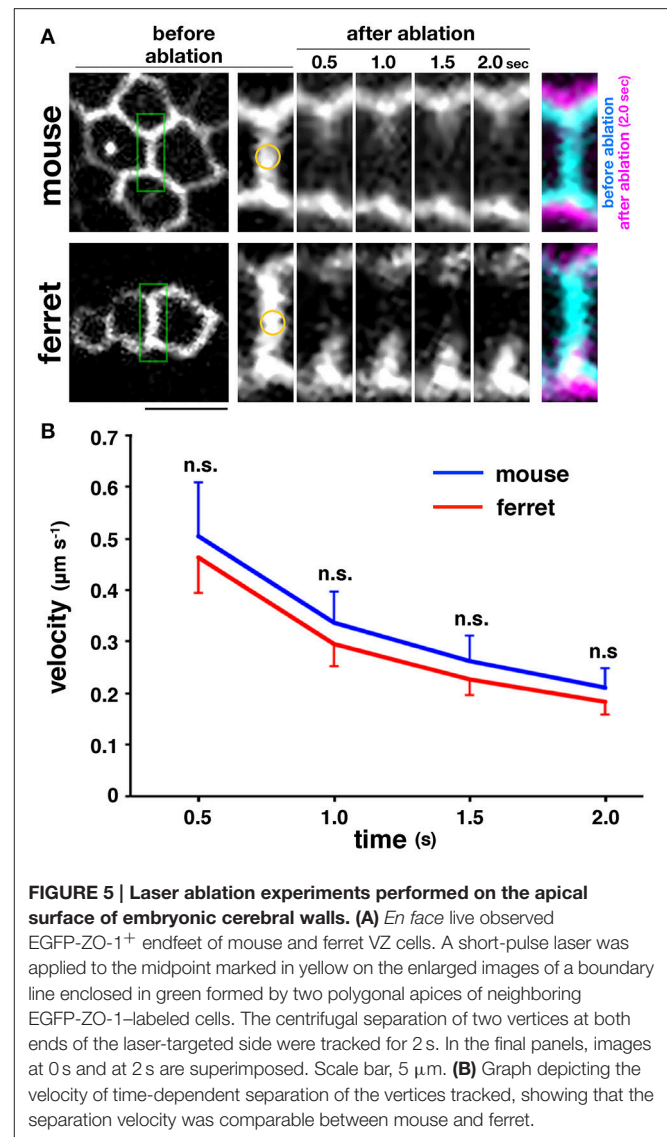 A
before ablation
after ablation
0.5 1.0 1.5 2.0 sec
mouse
before ablation
after ablation (2.0 sec)
ferret
B
0.7
0.6
0.5
0.4
0.3
0.2
0.1
0
velocity (µm s⁻¹)
n.s.
n.s.
n.s.
n.s
mouse
ferret
0.5 1.0 1.5 2.0
time (s)
FIGURE 5 | Laser ablation experiments performed on the apical
surface of embryonic cerebral walls. (A) En face live observed
EGFP-ZO-1⁺ endfeet of mouse and ferret VZ cells. A short-pulse laser was
applied to the midpoint marked in yellow on the enlarged images of a boundary
line enclosed in green formed by two polygonal apices of neighboring
EGFP-ZO-1–labeled cells. The centrifugal separation of two vertices at both
ends of the laser-targeted side were tracked for 2 s. In the final panels, images
at 0 s and at 2 s are superimposed. Scale bar, 5 µm. (B) Graph depicting the
velocity of time-dependent separation of the vertices tracked, showing that the
separation velocity was comparable between mouse and ferret.